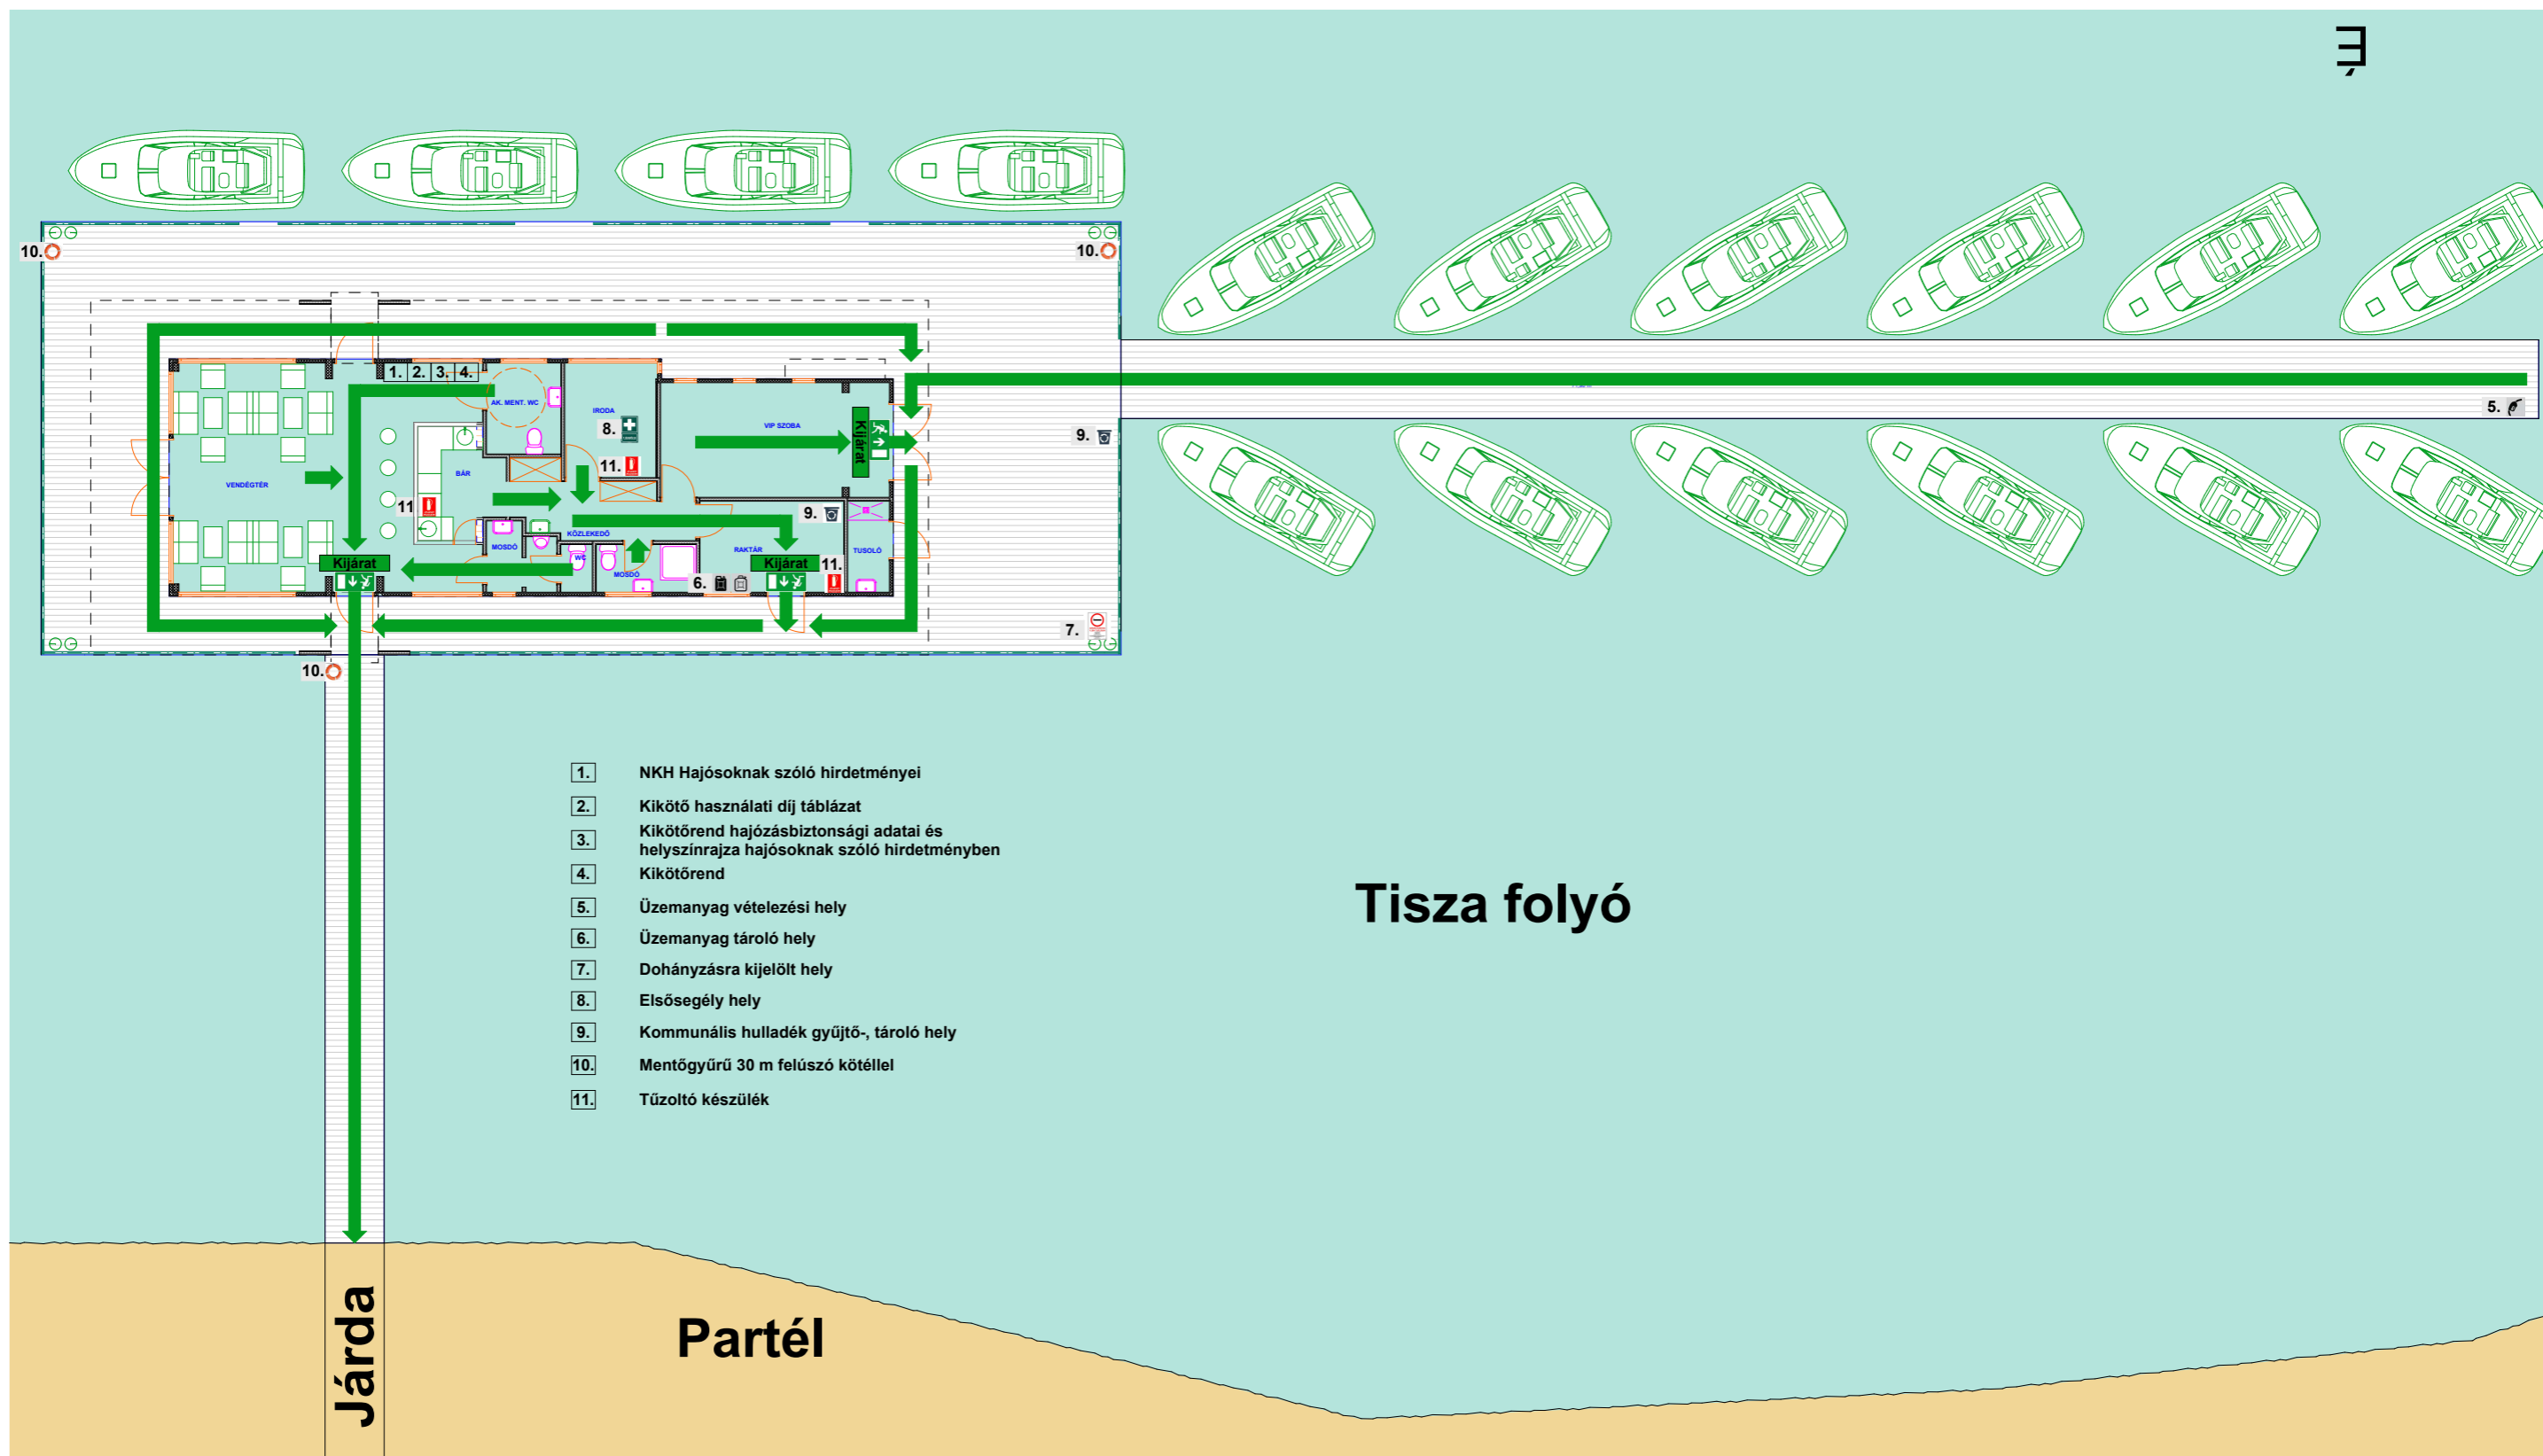 É
10.
10.
1. 2. 3. 4.
AK. MENT. WC
IRODA
8.
VIP SZOBA
Kijárat
5.
9.
11.
BÁR
VENDÉGTÉR
11
9.
KÖZLEKEDŐ
MOSDÓ
WC
RAKTÁR
TUSOLÓ
Kijárat
Kijárat
11.
MOSDÓ
6.
7.
10.
1. NKH Hajósoknak szóló hirdetményei
2. Kikötő használati díj táblázat
3. Kikötőrend hajózásbiztonsági adatai és
helyszínrajza hajósoknak szóló hirdetményben
4. Kikötőrend
5. Üzemanyag vételezési hely
6. Üzemanyag tároló hely
7. Dohányzásra kijelölt hely
8. Elsősegély hely
9. Kommunális hulladék gyűjtő-, tároló hely
10. Mentőgyűrű 30 m felúszó kötéllel
11. Tűzoltó készülék
Tisza folyó
Járda
Partél